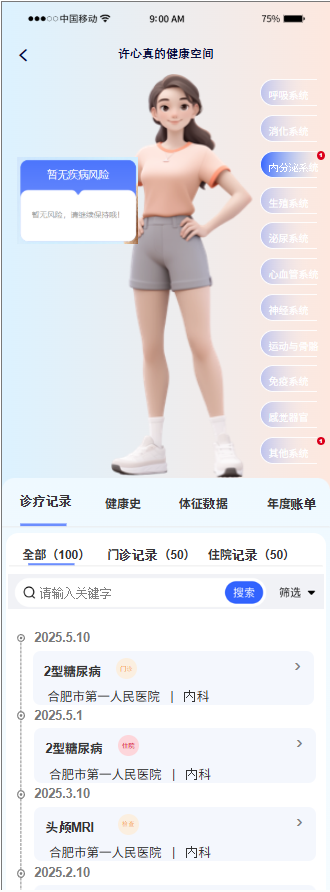 中国移动 9:00 AM 75%
许心真的健康空间
呼吸系统
消化系统
内分泌系统
1
生殖系统
泌尿系统
心血管系统
神经系统
运动与骨骼
免疫系统
感觉器官
其他系统
1
暂无疾病风险
暂无风险，请继续保持哦！
诊疗记录 健康史 体征数据 年度账单
全部（100） 门诊记录（50） 住院记录（50）
请输入关键字 搜索 筛选
2025.5.10
2型糖尿病 门诊
合肥市第一人民医院 | 内科
2025.5.1
2型糖尿病 住院
合肥市第一人民医院 | 内科
2025.3.10
头颅MRI 检查
合肥市第一人民医院 | 内科
2025.2.10